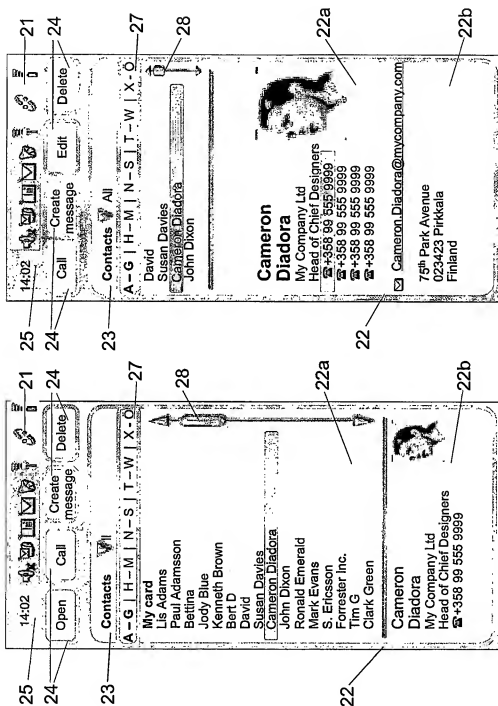 25
24
21
14:02
Open
Call
Create message
Delete
24
23
Contacts
27
A–G | H–M | N–S | T–W | X–Ö
My card
Lis Adams
Paul Adamsson
Bettina
Jody Blue
Kenneth Brown
Bert D
David
Susan Davies
Cameron Diadora
John Dixon
Ronald Emerald
Mark Evans
S. Ericsson
Forrester Inc.
Tim G
Clark Green
28
22a
22
Cameron
Diadora
My Company Ltd
Head of Chief Designers
☎+358 99 555 9999
22b
25
24
21
14:02
Call
Create message
Edit
Delete
24
23
Contacts All
27
A–G | H–M | N–S | T–W | X–Ö
David
Susan Davies
Cameron Diadora
John Dixon
28
Cameron
Diadora
My Company Ltd
Head of Chief Designers
☎+358 99 555 9999
☎+358 99 555 9999
☎+358 99 555 9999
☎+358 99 555 9999
22a
22
Cameron.Diadora@mycompany.com
75th Park Avenue
023423 Pirkkala
Finland
22b